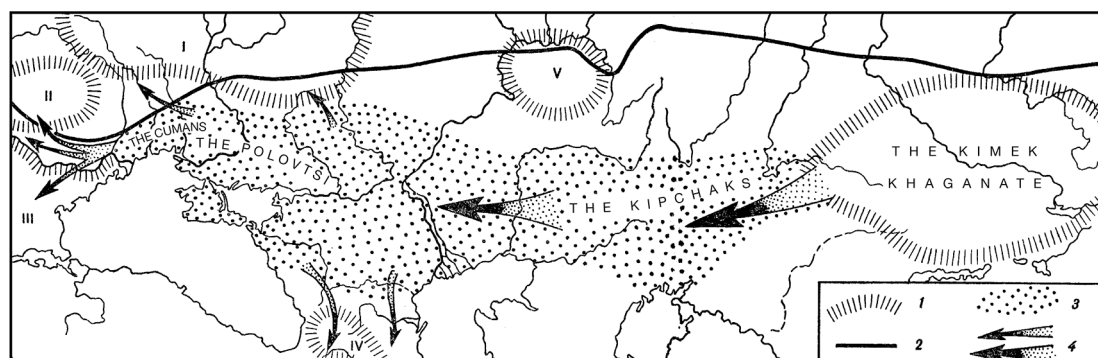 I
II
V
THE CUMANS
THE POLOVTSI
THE KIMEK
KHAGANATE
THE KIPCHAKS
III
IV
1
2
3
4